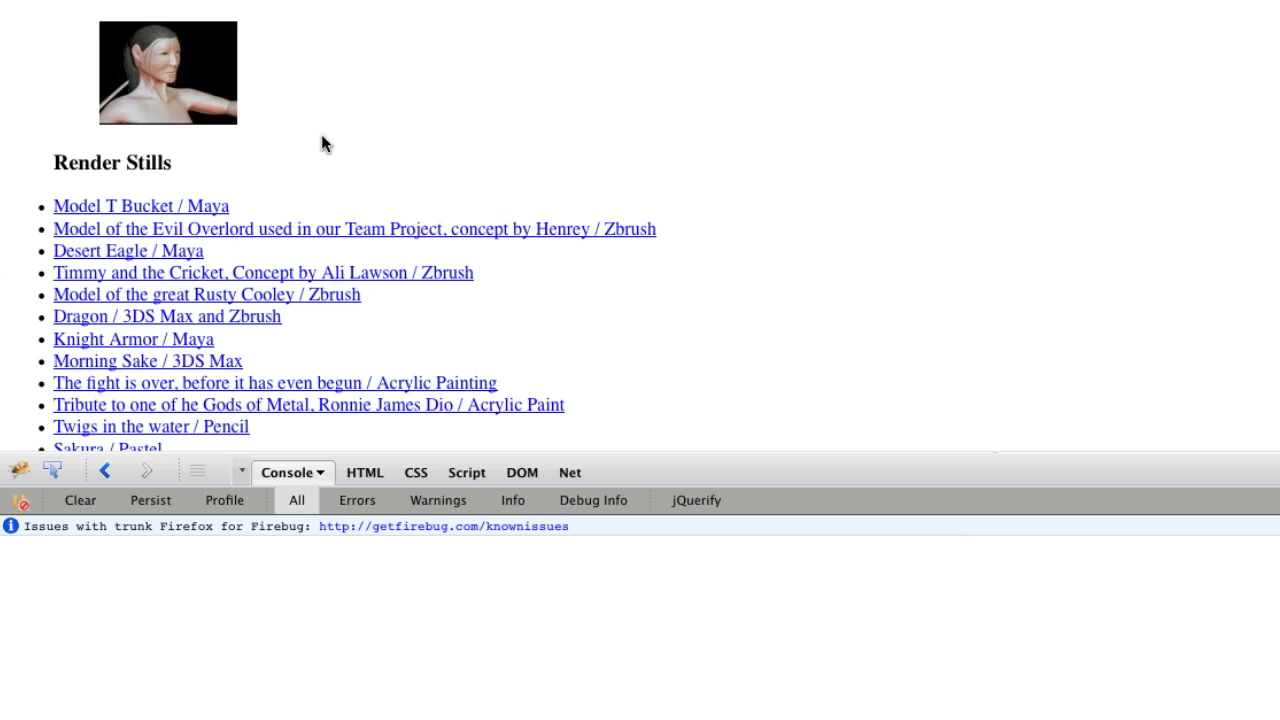 Render Stills
Model T Bucket / Maya
Model of the Evil Overlord used in our Team Project, concept by Henrey / Zbrush
Desert Eagle / Maya
Timmy and the Cricket, Concept by Ali Lawson / Zbrush
Model of the great Rusty Cooley / Zbrush
Dragon / 3DS Max and Zbrush
Knight Armor / Maya
Morning Sake / 3DS Max
The fight is over, before it has even begun / Acrylic Painting
Tribute to one of he Gods of Metal, Ronnie James Dio / Acrylic Paint
Twigs in the water / Pencil
Sakura / Pastel
Console HTML CSS Script DOM Net
Clear Persist Profile All Errors Warnings Info Debug Info jQuerify
Issues with trunk Firefox for Firebug: http://getfirebug.com/knownissues